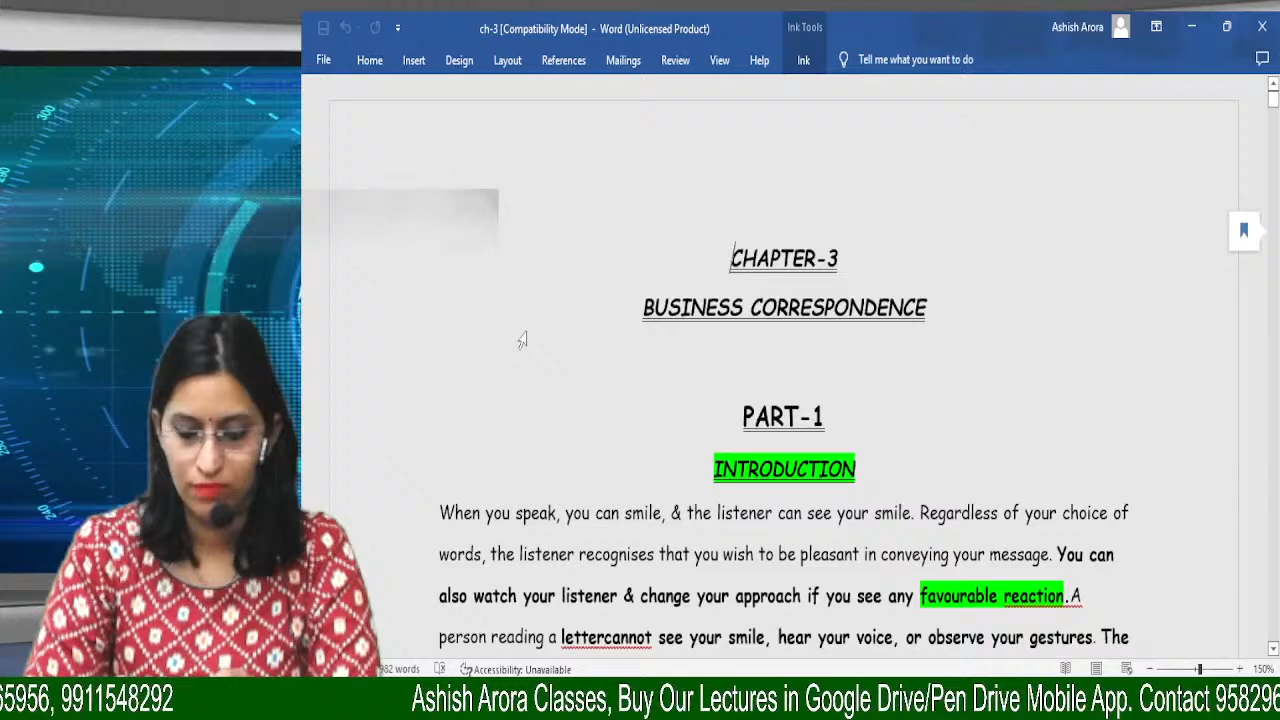 ch-3 [Compatibility Mode] - Word (Unlicensed Product)
Ink Tools
Ashish Arora
File Home Insert Design Layout References Mailings Review View Help Ink Tell me what you want to do
CHAPTER-3
BUSINESS CORRESPONDENCE
PART-1
INTRODUCTION
When you speak, you can smile, & the listener can see your smile. Regardless of your choice of
words, the listener recognises that you wish to be pleasant in conveying your message. You can
also watch your listener & change your approach if you see any favourable reaction.A
person reading a lettercannot see your smile, hear your voice, or observe your gestures. The
382 words
Accessibility: Unavailable
150%
65956, 9911548292 Ashish Arora Classes, Buy Our Lectures in Google Drive/Pen Drive Mobile App. Contact 958296
300
240